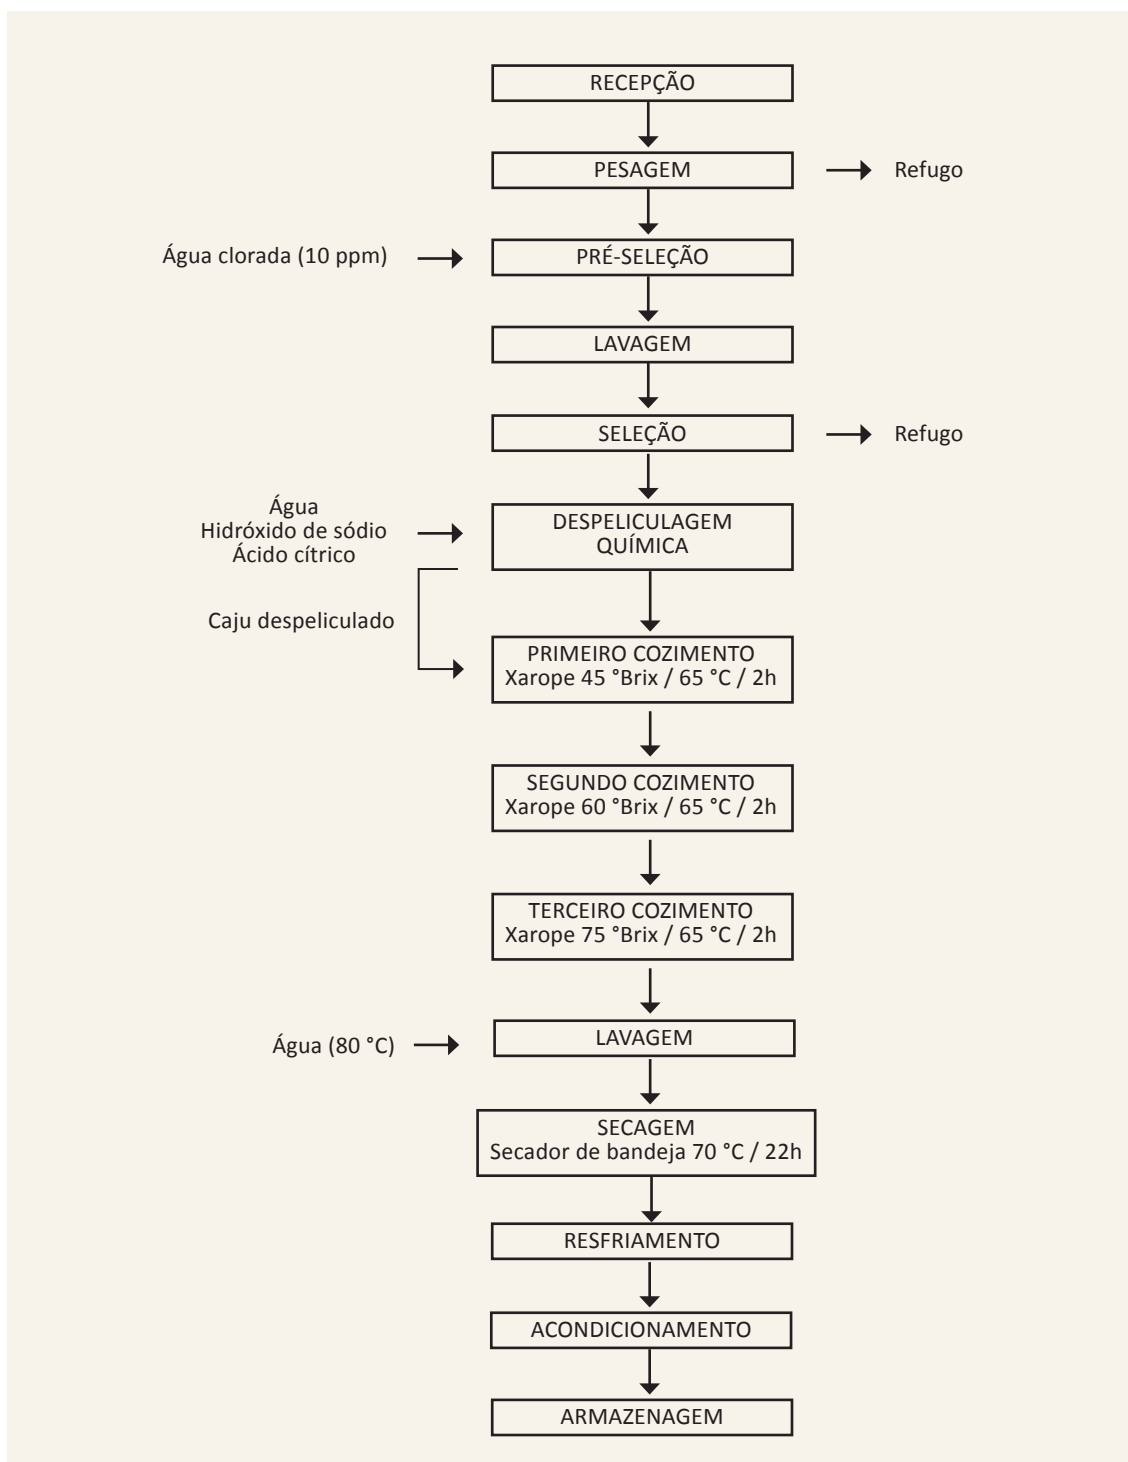 RECEPÇÃO
PESAGEM
Refugo
Água clorada (10 ppm)
PRÉ-SELEÇÃO
LAVAGEM
SELEÇÃO
Refugo
Água
Hidróxido de sódio
Ácido cítrico
DESPELICULAGEM
QUÍMICA
Caju despeliculado
PRIMEIRO COZIMENTO
Xarope 45 °Brix / 65 °C / 2h
SEGUNDO COZIMENTO
Xarope 60 °Brix / 65 °C / 2h
TERCEIRO COZIMENTO
Xarope 75 °Brix / 65 °C / 2h
Água (80 °C)
LAVAGEM
SECAGEM
Secador de bandeja 70 °C / 22h
RESFRIAMENTO
ACONDICIONAMENTO
ARMAZENAGEM